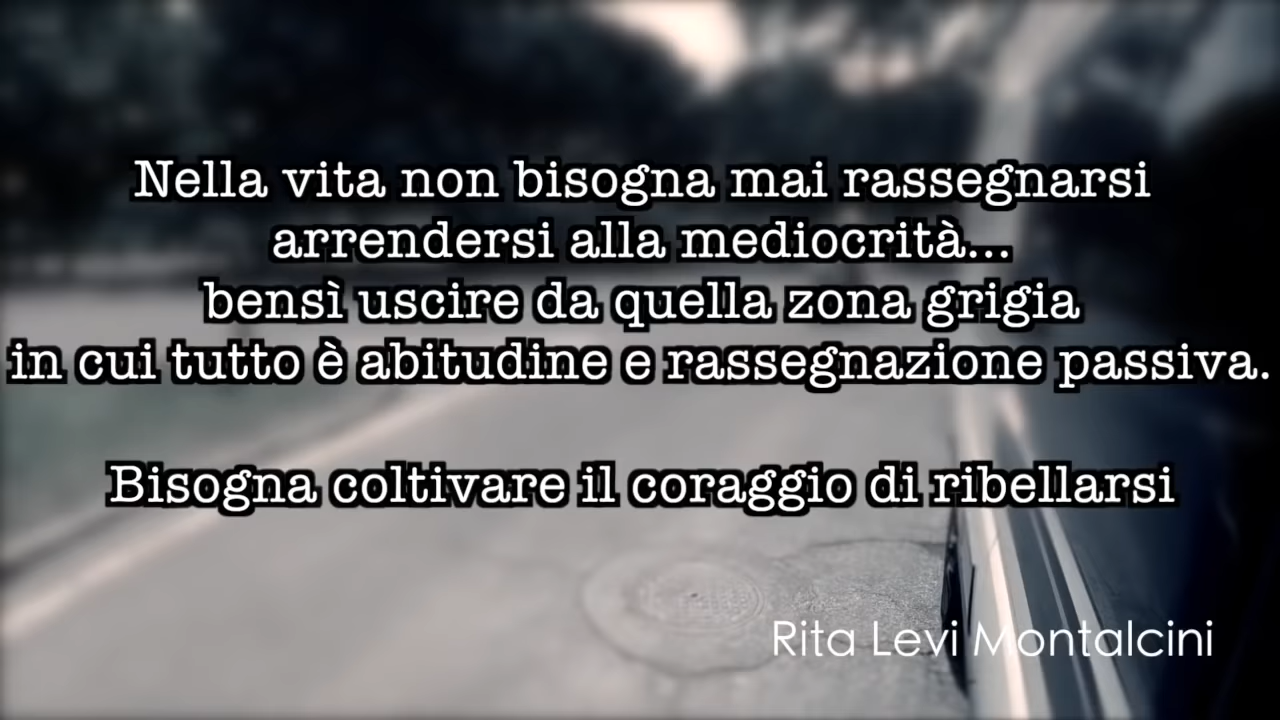 Nella vita non bisogna mai rassegnarsi
arrendersi alla mediocrità...
bensì uscire da quella zona grigia
in cui tutto è abitudine e rassegnazione passiva.
Bisogna coltivare il coraggio di ribellarsi
Rita Levi Montalcini